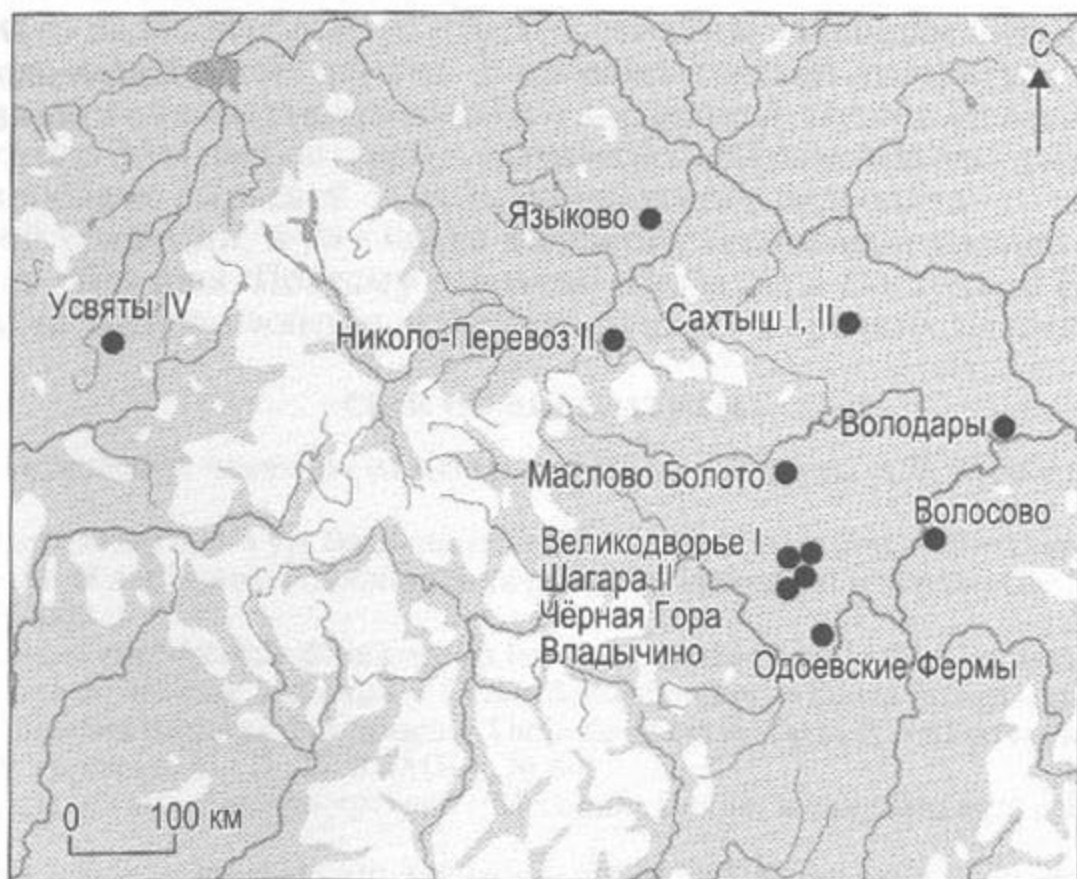 С
Языково
Усвяты IV
Николо-Перевоз II
Сахтыш I, II
Володары
Маслово Болото
Волосово
Великодворье I
Шагара II
Чёрная Гора
Владычино
Одоевские Фермы
0 100 км